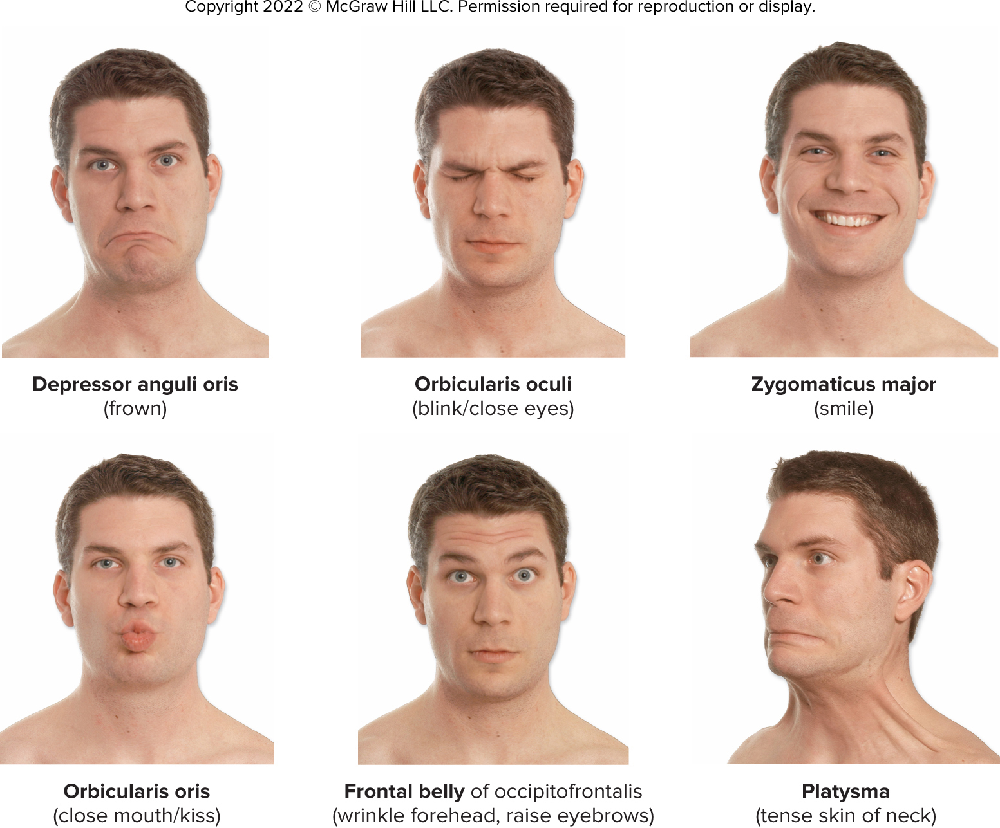 Copyright 2022 © McGraw Hill LLC. Permission required for reproduction or display.
Depressor anguli oris
(frown)
Orbicularis oculi
(blink/close eyes)
Zygomaticus major
(smile)
Orbicularis oris
(close mouth/kiss)
Frontal belly of occipitofrontalis
(wrinkle forehead, raise eyebrows)
Platysma
(tense skin of neck)